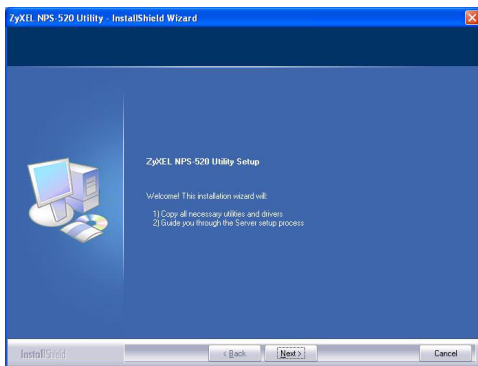 ZyXEL NPS-520 Utility - InstallShield Wizard
ZyXEL NPS-520 Utility Setup
Welcome! This installation wizard will:
1) Copy all necessary utilities and drivers
2) Guide you through the Server setup process
InstallShield
< Back
Next >
Cancel